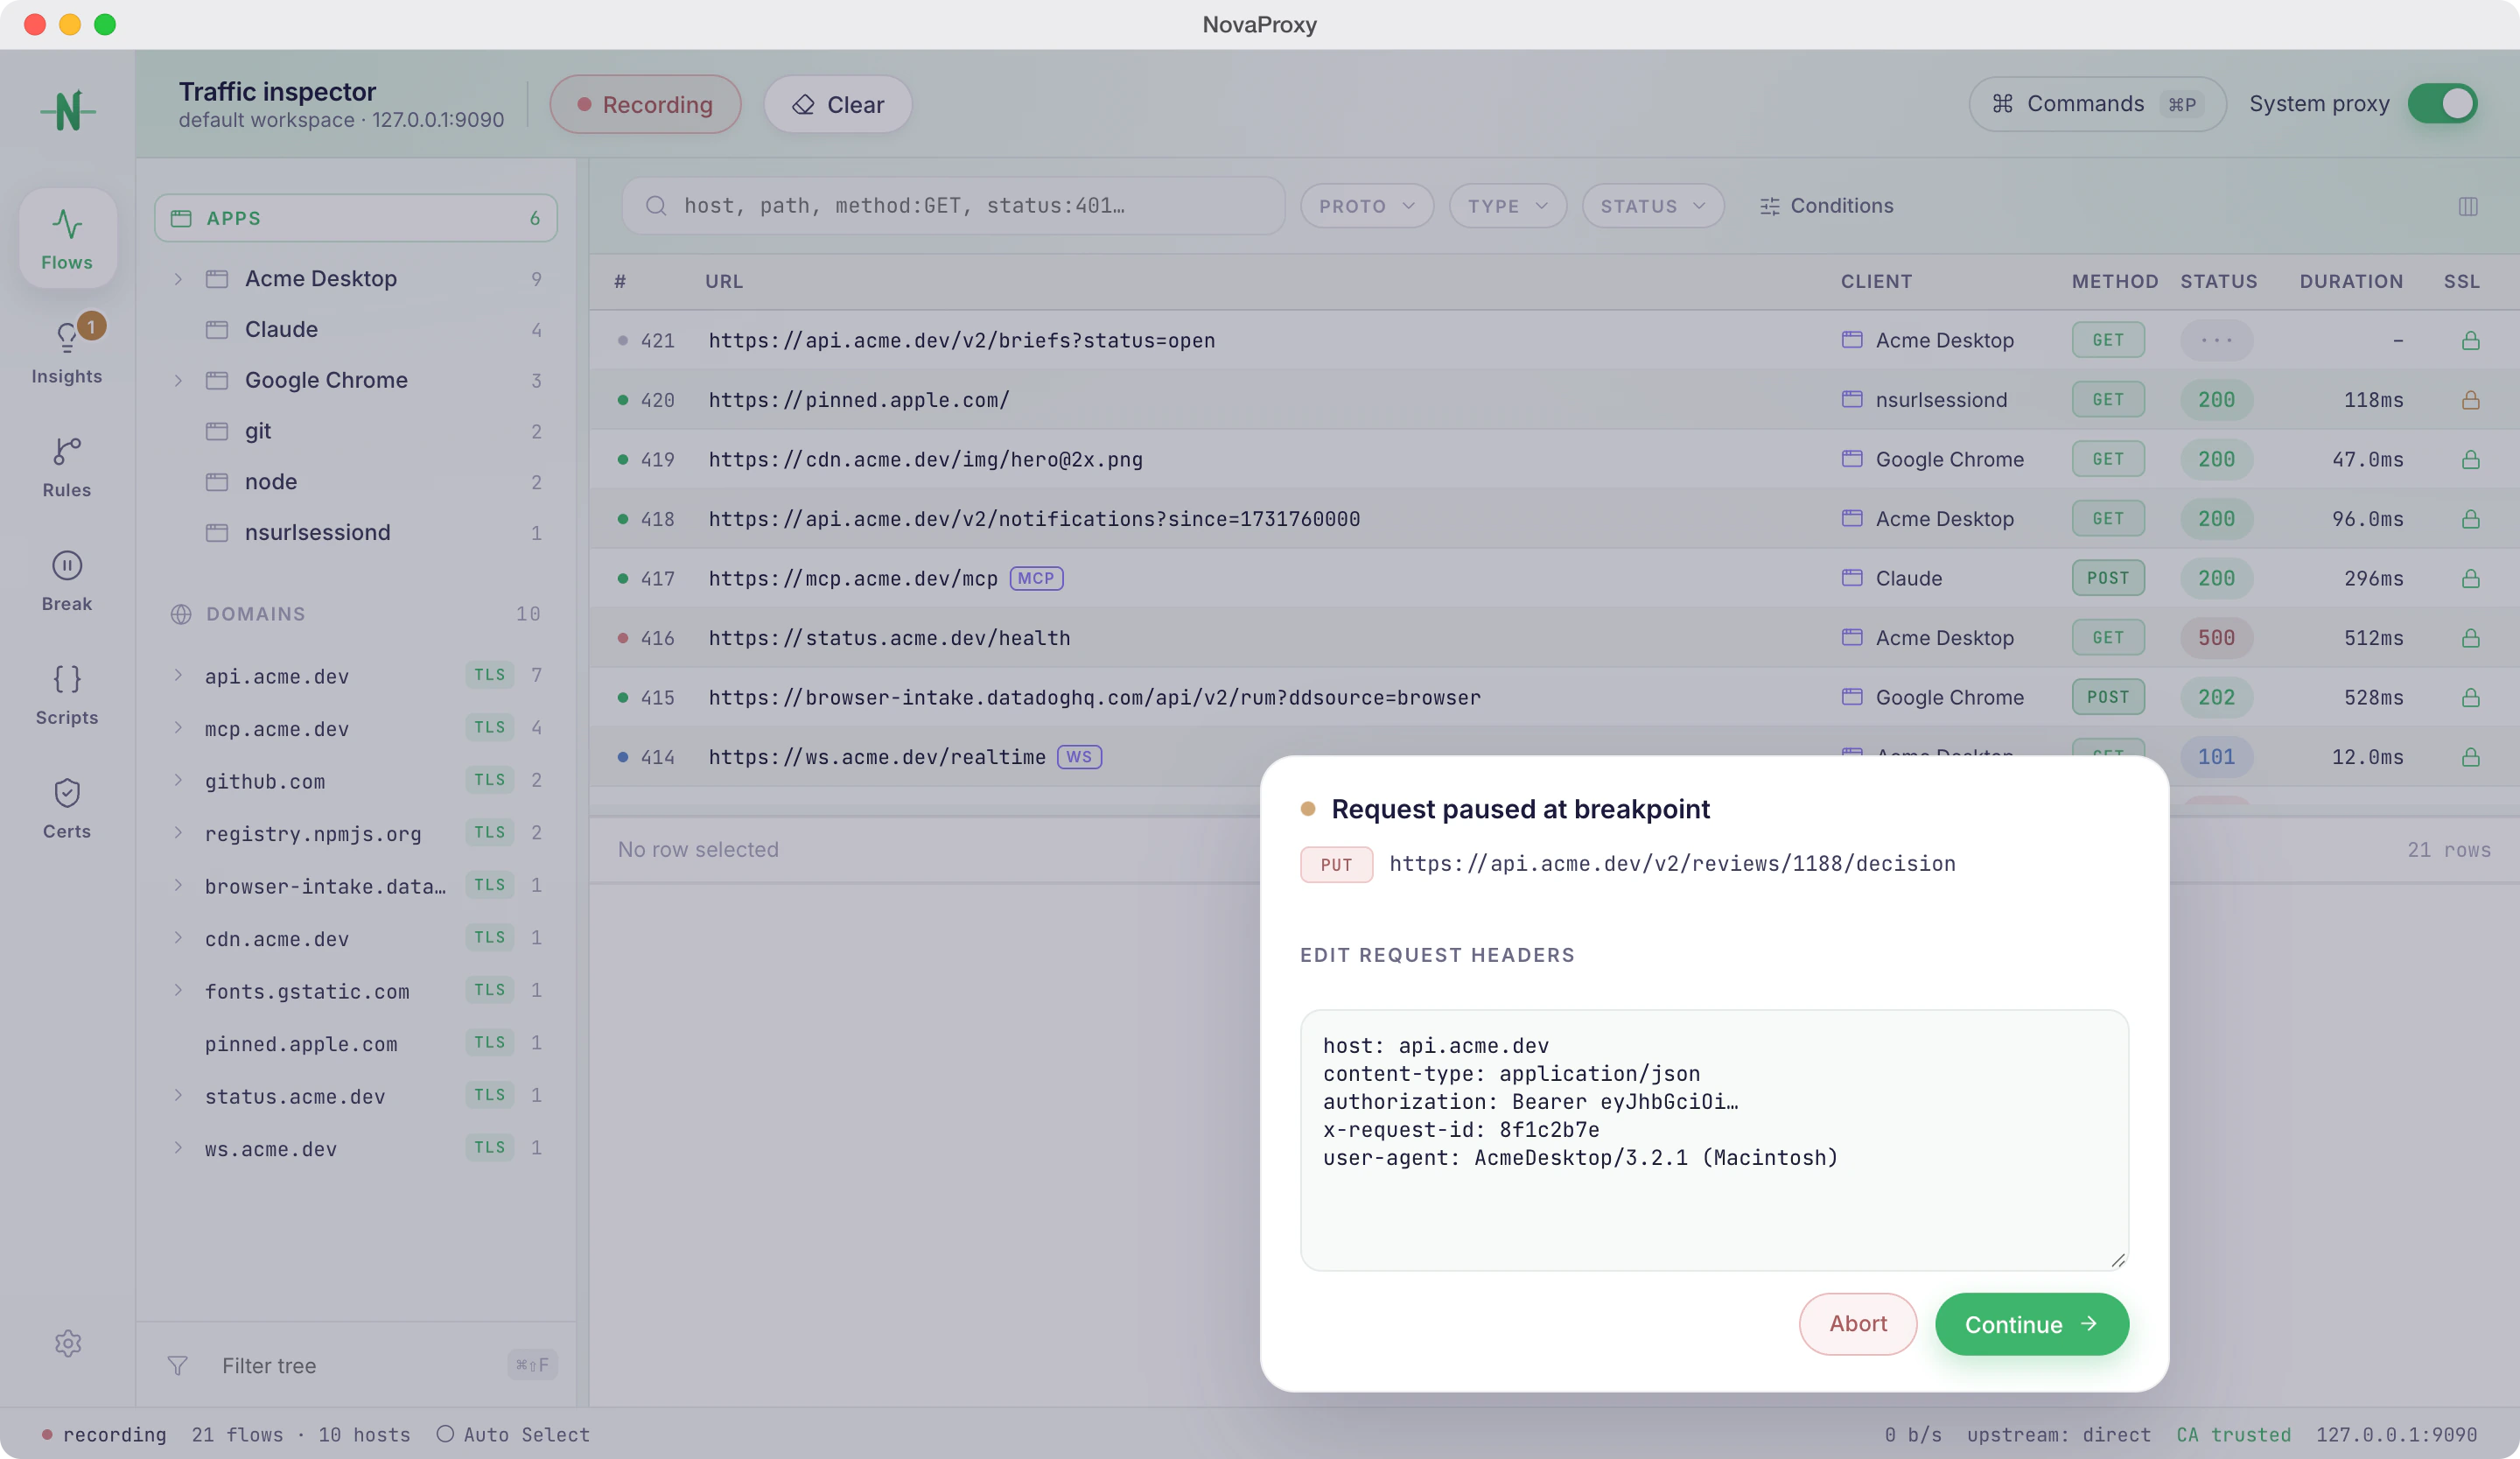 NovaProxy
Traffic inspector
default workspace · 127.0.0.1:9090
Recording
Clear
Commands ⌘P
System proxy
Flows
1
Insights
Rules
Break
Scripts
Certs
APPS 6
Acme Desktop 9
Claude 4
Google Chrome 3
git 2
node 2
nsurlsessiond 1
DOMAINS 10
api.acme.dev TLS 7
mcp.acme.dev TLS 4
github.com TLS 2
registry.npmjs.org TLS 2
browser-intake.data… TLS 1
cdn.acme.dev TLS 1
fonts.gstatic.com TLS 1
pinned.apple.com TLS 1
status.acme.dev TLS 1
ws.acme.dev TLS 1
Filter tree ⌘⇧F
host, path, method:GET, status:401…
PROTO
TYPE
STATUS
Conditions
# URL CLIENT METHOD STATUS DURATION SSL
421 https://api.acme.dev/v2/briefs?status=open Acme Desktop GET ··· –
420 https://pinned.apple.com/ nsurlsessiond GET 200 118ms
419 https://cdn.acme.dev/img/hero@2x.png Google Chrome GET 200 47.0ms
418 https://api.acme.dev/v2/notifications?since=1731760000 Acme Desktop GET 200 96.0ms
417 https://mcp.acme.dev/mcp MCP Claude POST 200 296ms
416 https://status.acme.dev/health Acme Desktop GET 500 512ms
415 https://browser-intake.datadoghq.com/api/v2/rum?ddsource=browser Google Chrome POST 202 528ms
414 https://ws.acme.dev/realtime WS Acme Desktop GET 101 12.0ms
No row selected
21 rows
Request paused at breakpoint
PUT https://api.acme.dev/v2/reviews/1188/decision
EDIT REQUEST HEADERS
host: api.acme.dev
content-type: application/json
authorization: Bearer eyJhbGciOi…
x-request-id: 8f1c2b7e
user-agent: AcmeDesktop/3.2.1 (Macintosh)
Abort
Continue
recording 21 flows · 10 hosts Auto Select
0 b/s upstream: direct CA trusted 127.0.0.1:9090